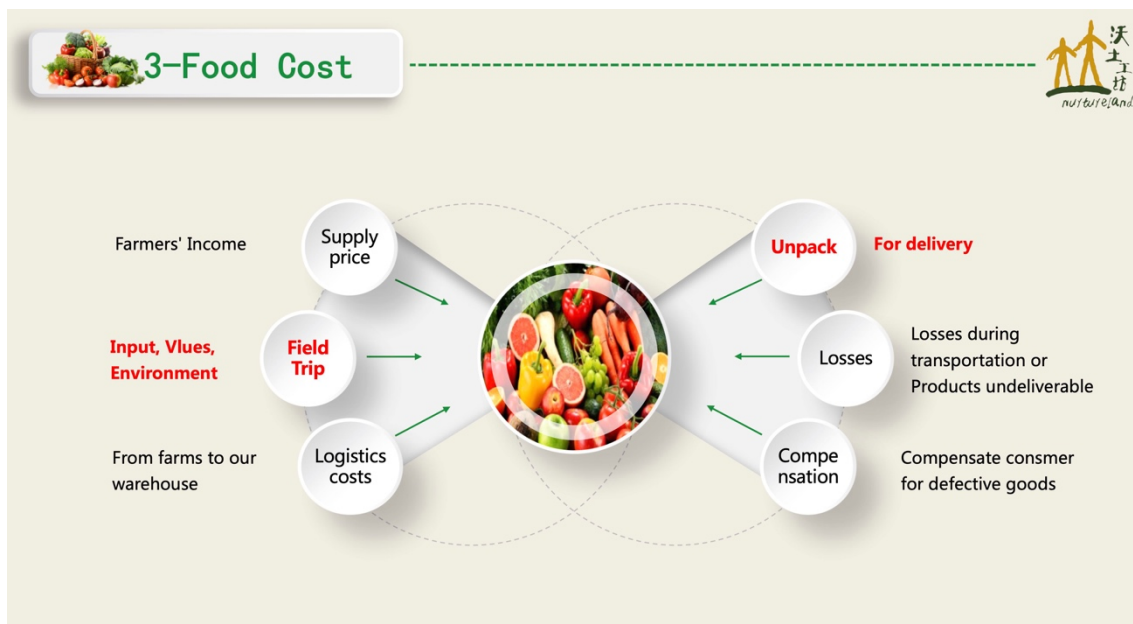 3-Food Cost
沃
土
工
坊
nurtureland
Farmers' Income
Supply
price
Input, Vlues,
Environment
Field
Trip
From farms to our
warehouse
Logistics
costs
Unpack
For delivery
Losses
Losses during
transportation or
Products undeliverable
Compe
nsation
Compensate consmer
for defective goods